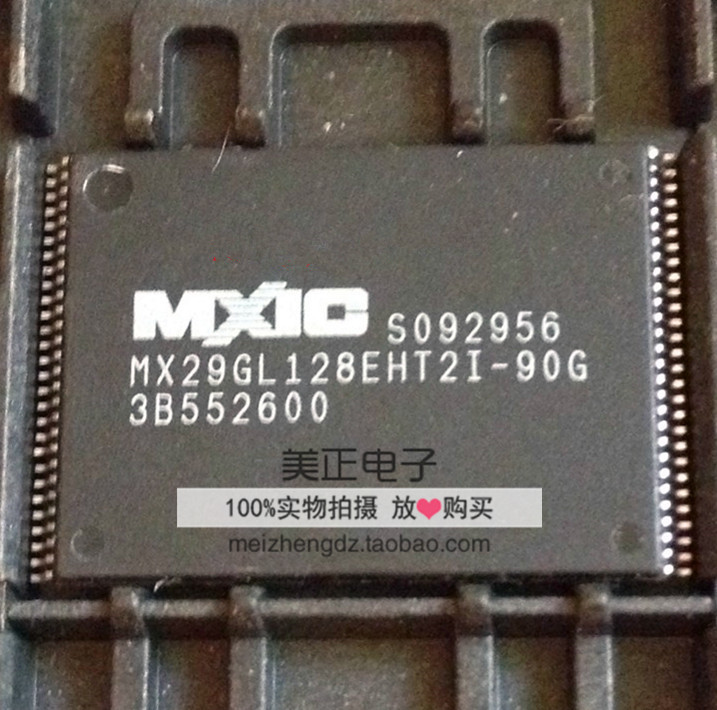 MXIC S092956
MX29GL128EHT2I-90G
3B552600
美正电子
100%实物拍摄 放❤购买
meizhengdz.taobao.com